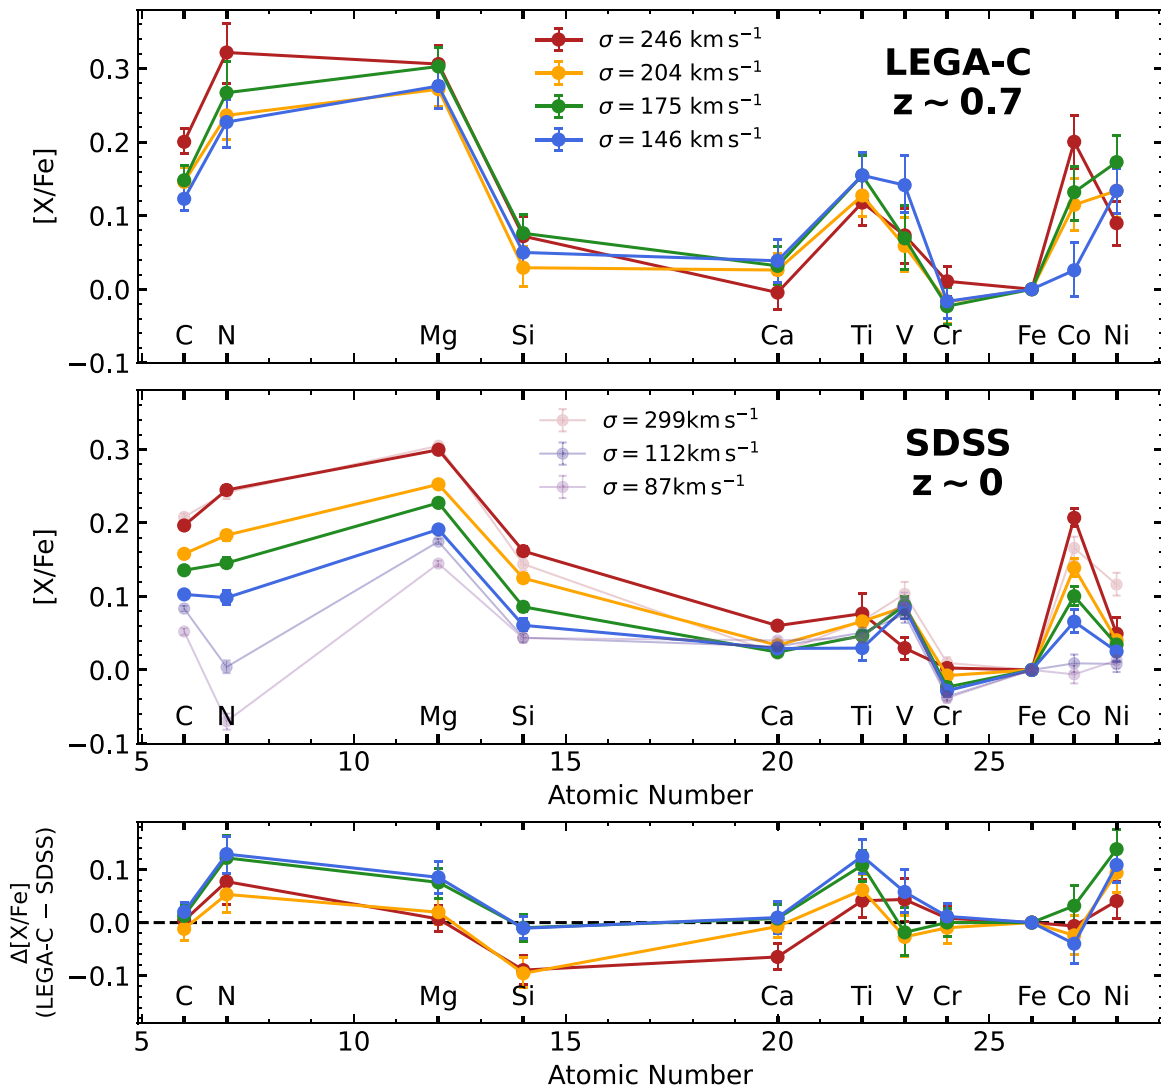 LEGA-C
z ~ 0.7
σ = 246 km s⁻¹
σ = 204 km s⁻¹
σ = 175 km s⁻¹
σ = 146 km s⁻¹
[X/Fe]
0.3
0.2
0.1
0.0
−0.1
C N Mg Si Ca Ti V Cr Fe Co Ni
SDSS
z ~ 0
σ = 299km s⁻¹
σ = 112km s⁻¹
σ = 87km s⁻¹
[X/Fe]
0.3
0.2
0.1
0.0
−0.1
C N Mg Si Ca Ti V Cr Fe Co Ni
5 10 15 20 25
Atomic Number
Δ[X/Fe]
(LEGA-C − SDSS)
0.1
0.0
−0.1
C N Mg Si Ca Ti V Cr Fe Co Ni
5 10 15 20 25
Atomic Number